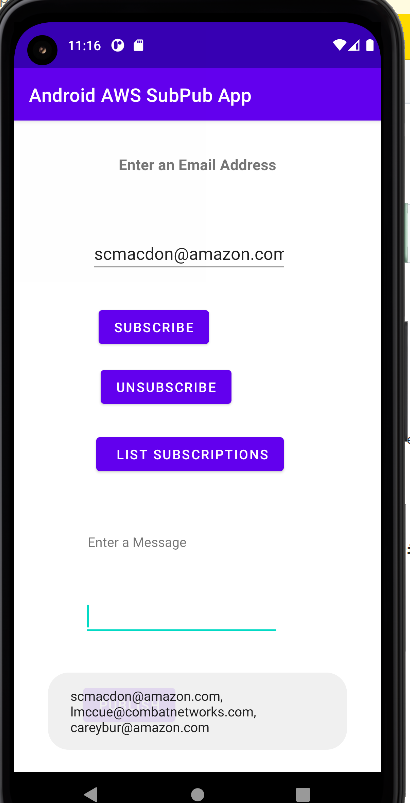 11:16
Android AWS SubPub App
Enter an Email Address
scmacdon@amazon.com
SUBSCRIBE
UNSUBSCRIBE
LIST SUBSCRIPTIONS
Enter a Message
scmacdon@amazon.com,
lmccue@combatnetworks.com,
careybur@amazon.com